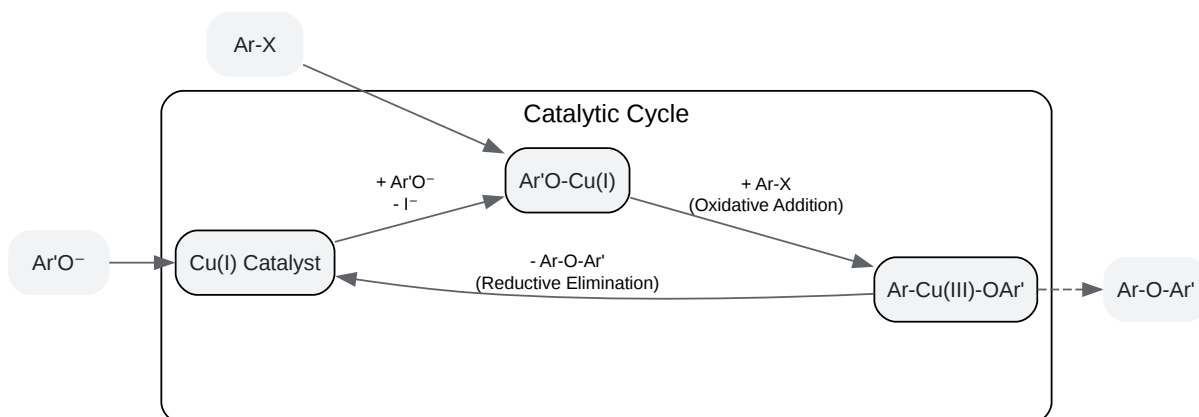 Ar-X
Catalytic Cycle
+ Ar'O⁻
- I⁻
Ar'O-Cu(I)
+ Ar-X
(Oxidative Addition)
Ar'O⁻
Cu(I) Catalyst
- Ar-O-Ar'
(Reductive Elimination)
Ar-Cu(III)-OAr'
Ar-O-Ar'